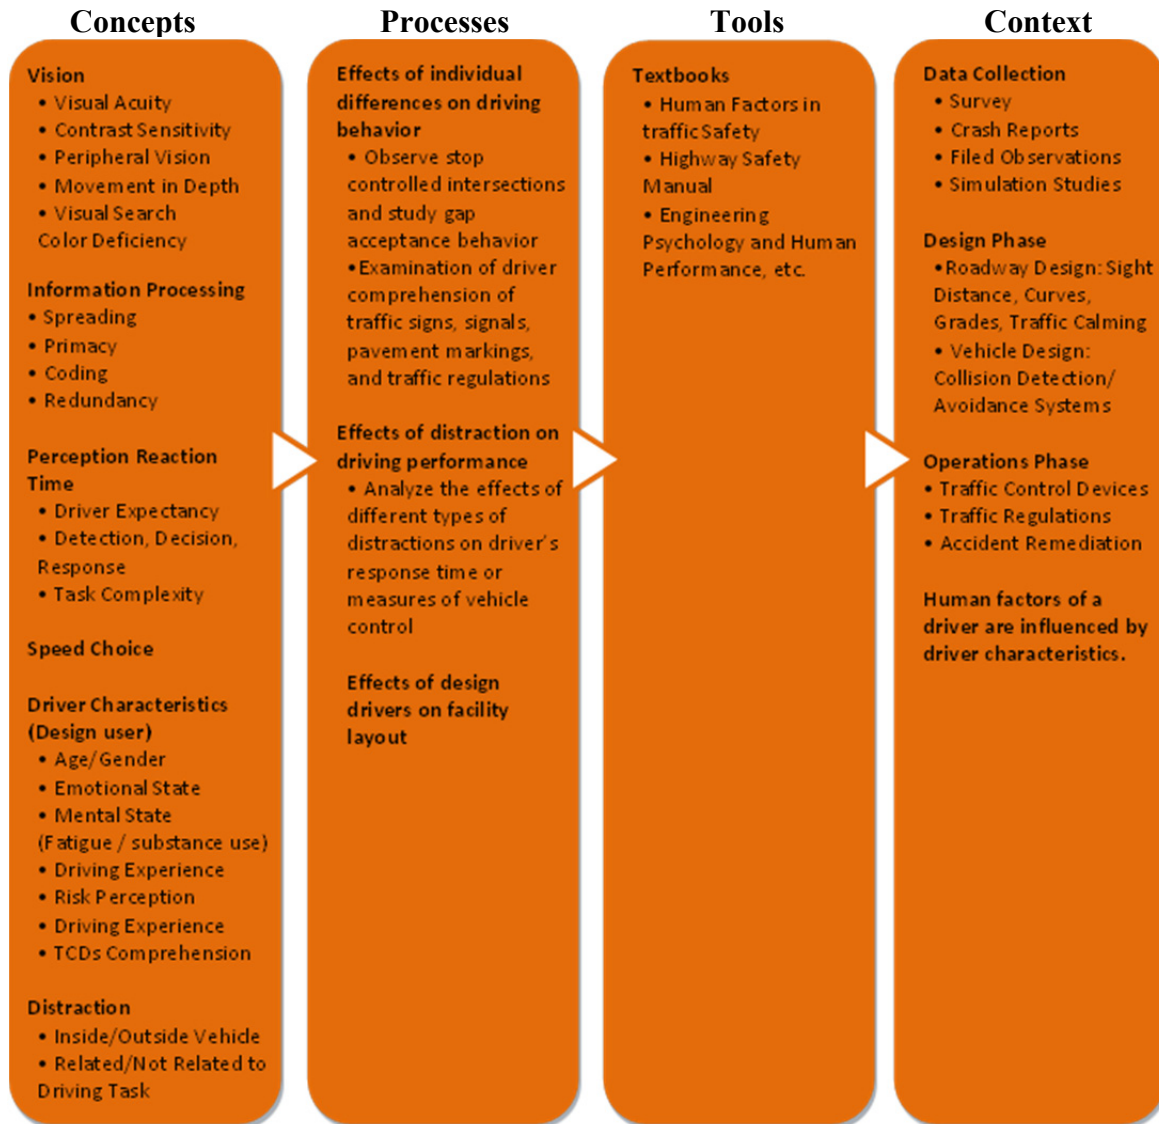 Concepts
Vision
• Visual Acuity
• Contrast Sensitivity
• Peripheral Vision
• Movement in Depth
• Visual Search
Color Deficiency
Information Processing
• Spreading
• Primacy
• Coding
• Redundancy
Perception Reaction
Time
• Driver Expectancy
• Detection, Decision,
Response
• Task Complexity
Speed Choice
Driver Characteristics
(Design user)
• Age/Gender
• Emotional State
• Mental State
(Fatigue / substance use)
• Driving Experience
• Risk Perception
• Driving Experience
• TCDs Comprehension
Distraction
• Inside/Outside Vehicle
• Related/Not Related to
Driving Task
Processes
Effects of individual
differences on driving
behavior
• Observe stop
controlled intersections
and study gap
acceptance behavior
•Examination of driver
comprehension of
traffic signs, signals,
pavement markings,
and traffic regulations
Effects of distraction on
driving performance
• Analyze the effects of
different types of
distractions on driver's
response time or
measures of vehicle
control
Effects of design
drivers on facility
layout
Tools
Textbooks
• Human Factors in
traffic Safety
• Highway Safety
Manual
• Engineering
Psychology and Human
Performance, etc.
Context
Data Collection
• Survey
• Crash Reports
• Filed Observations
• Simulation Studies
Design Phase
•Roadway Design: Sight
Distance, Curves,
Grades, Traffic Calming
• Vehicle Design:
Collision Detection/
Avoidance Systems
Operations Phase
• Traffic Control Devices
• Traffic Regulations
• Accident Remediation
Human factors of a
driver are influenced by
driver characteristics.